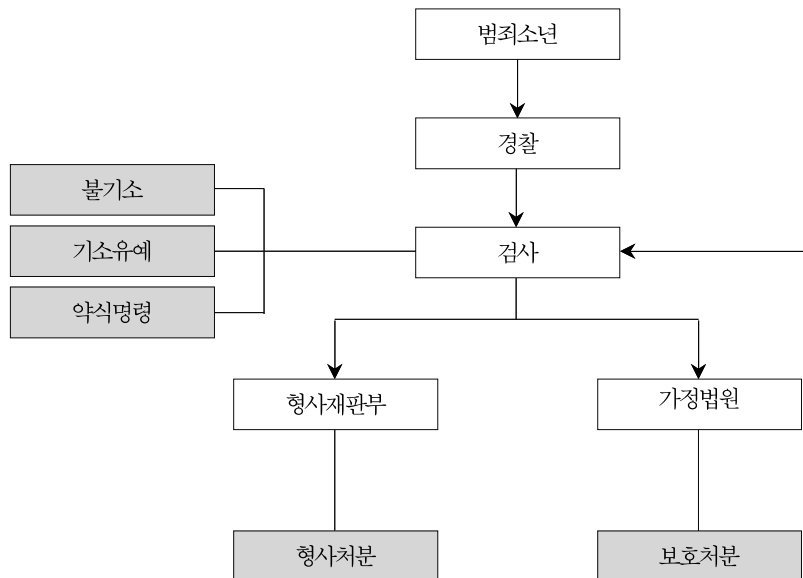 범죄소년
경찰
불기소
기소유예
검사
약식명령
형사재판부
가정법원
형사처분
보호처분